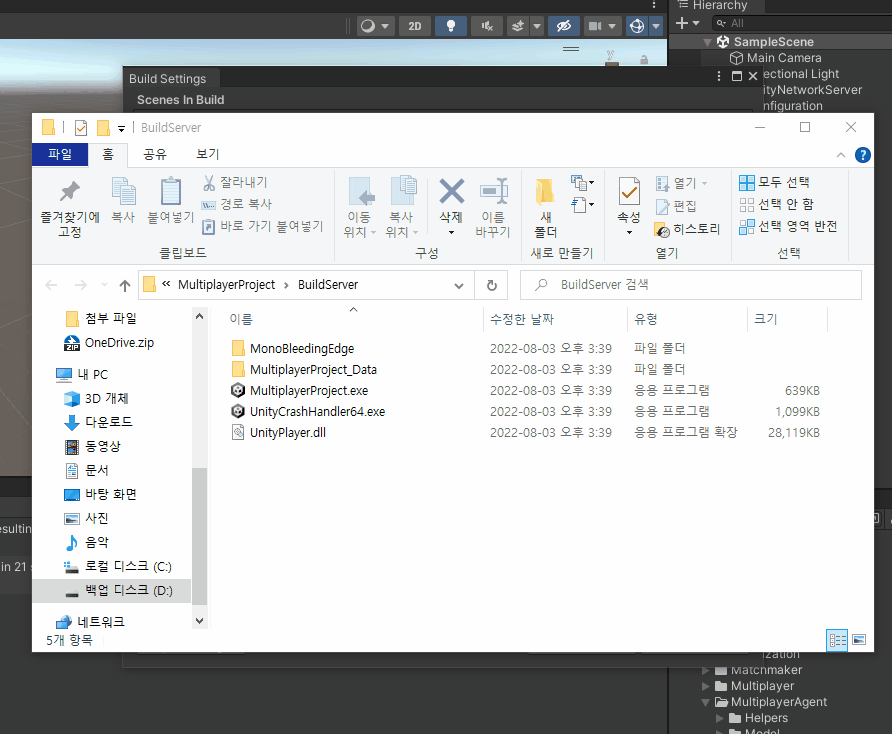 Hierarchy
2D
All
SampleScene
Main Camera
Build Settings
ectional Light
Scenes In Build
ityNetworkServer
nfiguration
BuildServer
파일
홈
공유
보기
즐겨찾기에
고정
복사
붙여넣기
잘라내기
경로 복사
바로 가기 붙여넣기
클립보드
이동
위치
복사
위치
삭제
이름
바꾸기
구성
새
폴더
새로 만들기
속성
열기
편집
히스토리
열기
모두 선택
선택 안 함
선택 영역 반전
선택
« MultiplayerProject › BuildServer
BuildServer 검색
첨부 파일
OneDrive.zip
내 PC
3D 개체
다운로드
동영상
문서
바탕 화면
사진
음악
로컬 디스크 (C:)
백업 디스크 (D:)
네트워크
이름 수정한 날짜 유형 크기
MonoBleedingEdge 2022-08-03 오후 3:39 파일 폴더
MultiplayerProject_Data 2022-08-03 오후 3:39 파일 폴더
MultiplayerProject.exe 2022-08-03 오후 3:39 응용 프로그램 639KB
UnityCrashHandler64.exe 2022-08-03 오후 3:39 응용 프로그램 1,099KB
UnityPlayer.dll 2022-08-03 오후 3:39 응용 프로그램 확장 28,119KB
5개 항목
esultin
in 21
ization
Matchmaker
Multiplayer
MultiplayerAgent
Helpers
Model